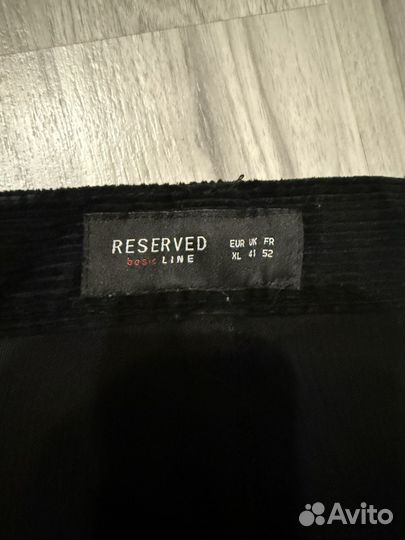 RESERVED
basic LINE
EUR UK FR
XL 41 52
Avito